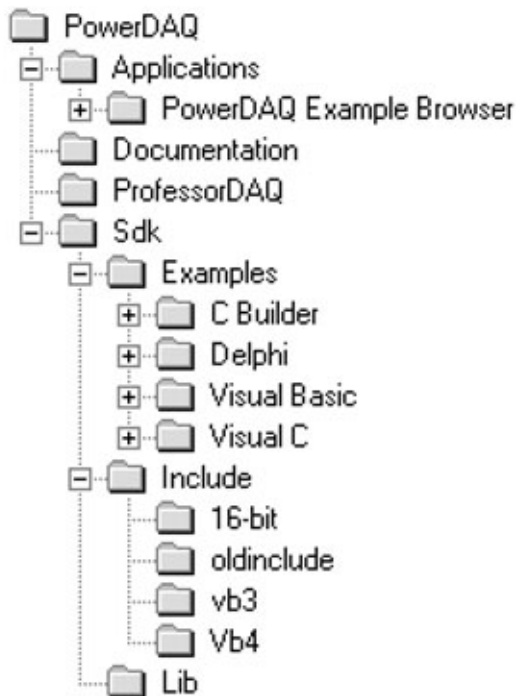 PowerDAQ
Applications
PowerDAQ Example Browser
Documentation
ProfessorDAQ
Sdk
Examples
C Builder
Delphi
Visual Basic
Visual C
Include
16-bit
oldinclude
vb3
Vb4
Lib